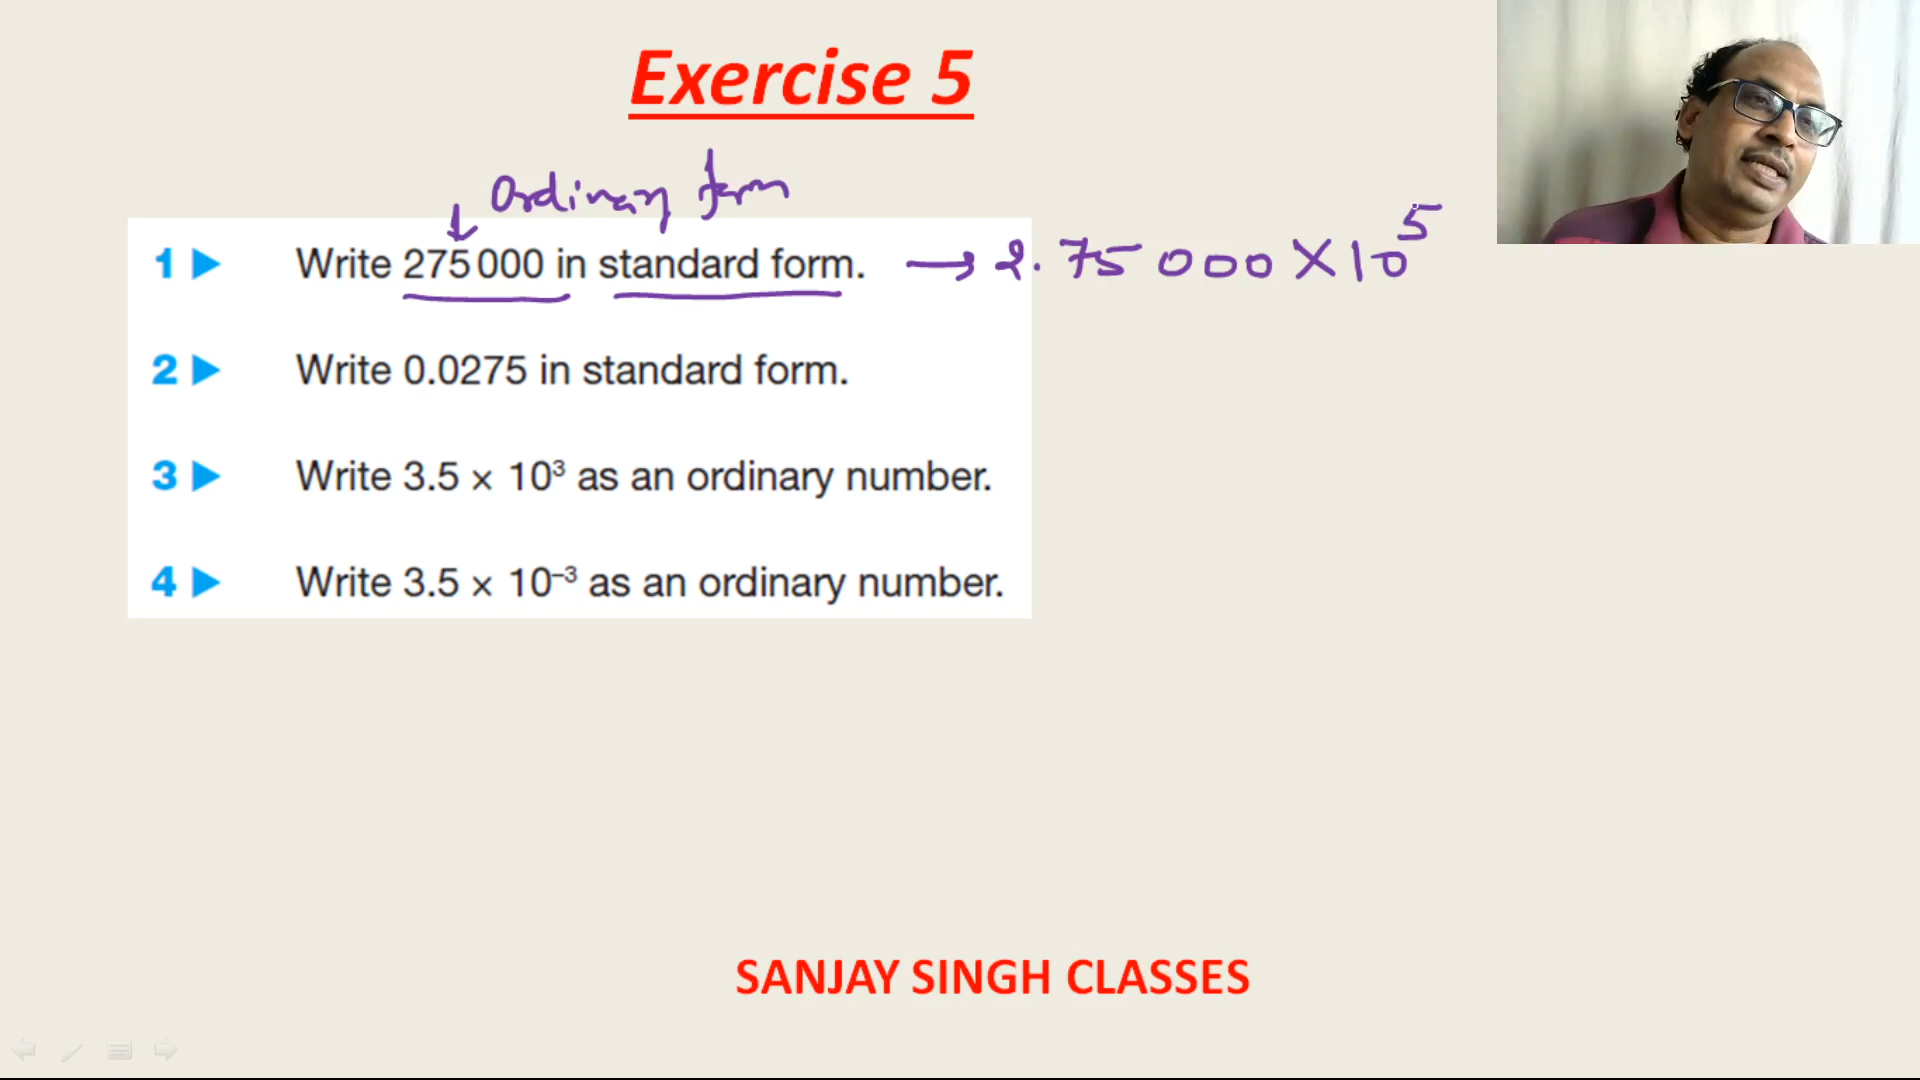 Exercise 5
Ordinary form
1 ▶ Write 275 000 in standard form. → 2.75 000 × 10⁵
2 ▶ Write 0.0275 in standard form.
3 ▶ Write 3.5 × 10³ as an ordinary number.
4 ▶ Write 3.5 × 10⁻³ as an ordinary number.
SANJAY SINGH CLASSES